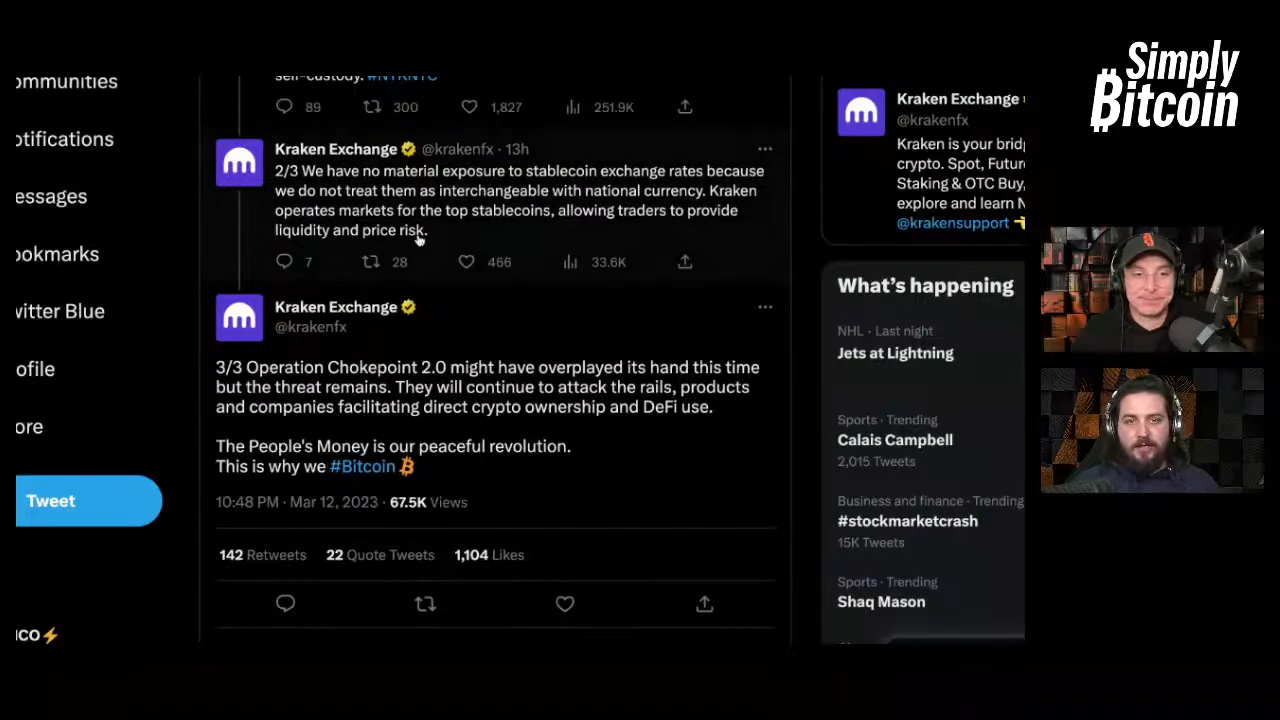 Simply
Bitcoin
ommunities
otifications
essages
ookmarks
witter Blue
ofile
ore
Tweet
ico⚡
self-custody. #NYKNYC
89 300 1,827 251.9K
Kraken Exchange @krakenfx · 13h
2/3 We have no material exposure to stablecoin exchange rates because
we do not treat them as interchangeable with national currency. Kraken
operates markets for the top stablecoins, allowing traders to provide
liquidity and price risk.
7 28 466 33.6K
Kraken Exchange
@krakenfx
3/3 Operation Chokepoint 2.0 might have overplayed its hand this time
but the threat remains. They will continue to attack the rails, products
and companies facilitating direct crypto ownership and DeFi use.
The People's Money is our peaceful revolution.
This is why we #Bitcoin
10:48 PM · Mar 12, 2023 · 67.5K Views
142 Retweets 22 Quote Tweets 1,104 Likes
Kraken Exchange
@krakenfx
Kraken is your bridg
crypto. Spot, Futur
Staking & OTC Buy,
explore and learn N
@krakensupport
What's happening
NHL · Last night
Jets at Lightning
Sports · Trending
Calais Campbell
2,015 Tweets
Business and finance · Trending
#stockmarketcrash
15K Tweets
Sports · Trending
Shaq Mason